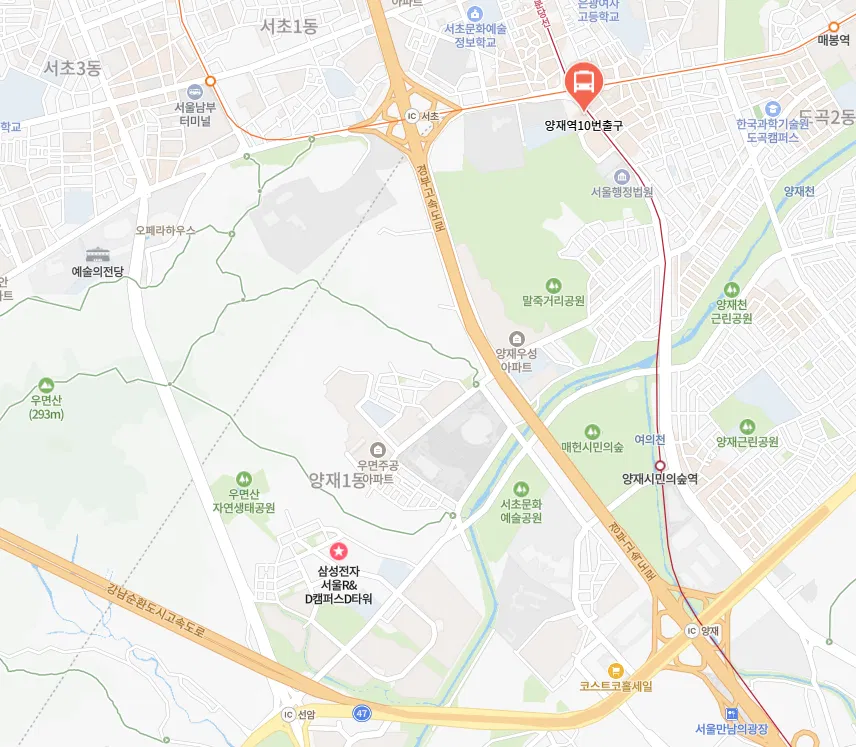 아파트
은광여자
고등학교
분당선
서초1동
서초문화예술
정보학교
매봉역
서초3동
서울남부
터미널
IC 서초
학교
양재역10번출구
한국과학기술원
도곡캠퍼스
도곡2동
경부고속도로
서울행정법원
양재천
오페라하우스
예술의전당
안
파트
말죽거리공원
양재천
근린공원
양재우성
아파트
우면산
(293m)
매헌시민의숲
여의천
양재근린공원
우면주공
아파트
양재1동
양재시민의숲역
우면산
자연생태공원
서초문화
예술공원
경부고속도로
삼성전자
서울R&
D캠퍼스D타워
강남순환도시고속도로
IC 양재
코스트코홀세일
IC 선암
47
서울만남의광장